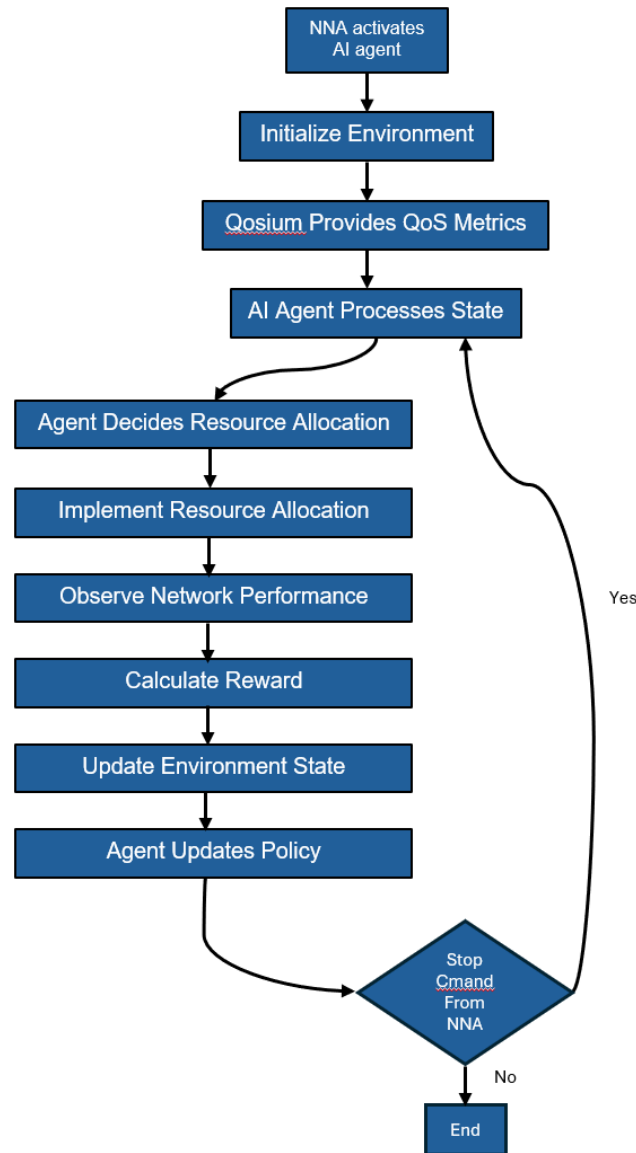 NNA activates
AI agent
Initialize Environment
Qosium Provides QoS Metrics
AI Agent Processes State
Agent Decides Resource Allocation
Implement Resource Allocation
Observe Network Performance
Calculate Reward
Update Environment State
Agent Updates Policy
Yes
Stop
Cmand
From
NNA
No
End